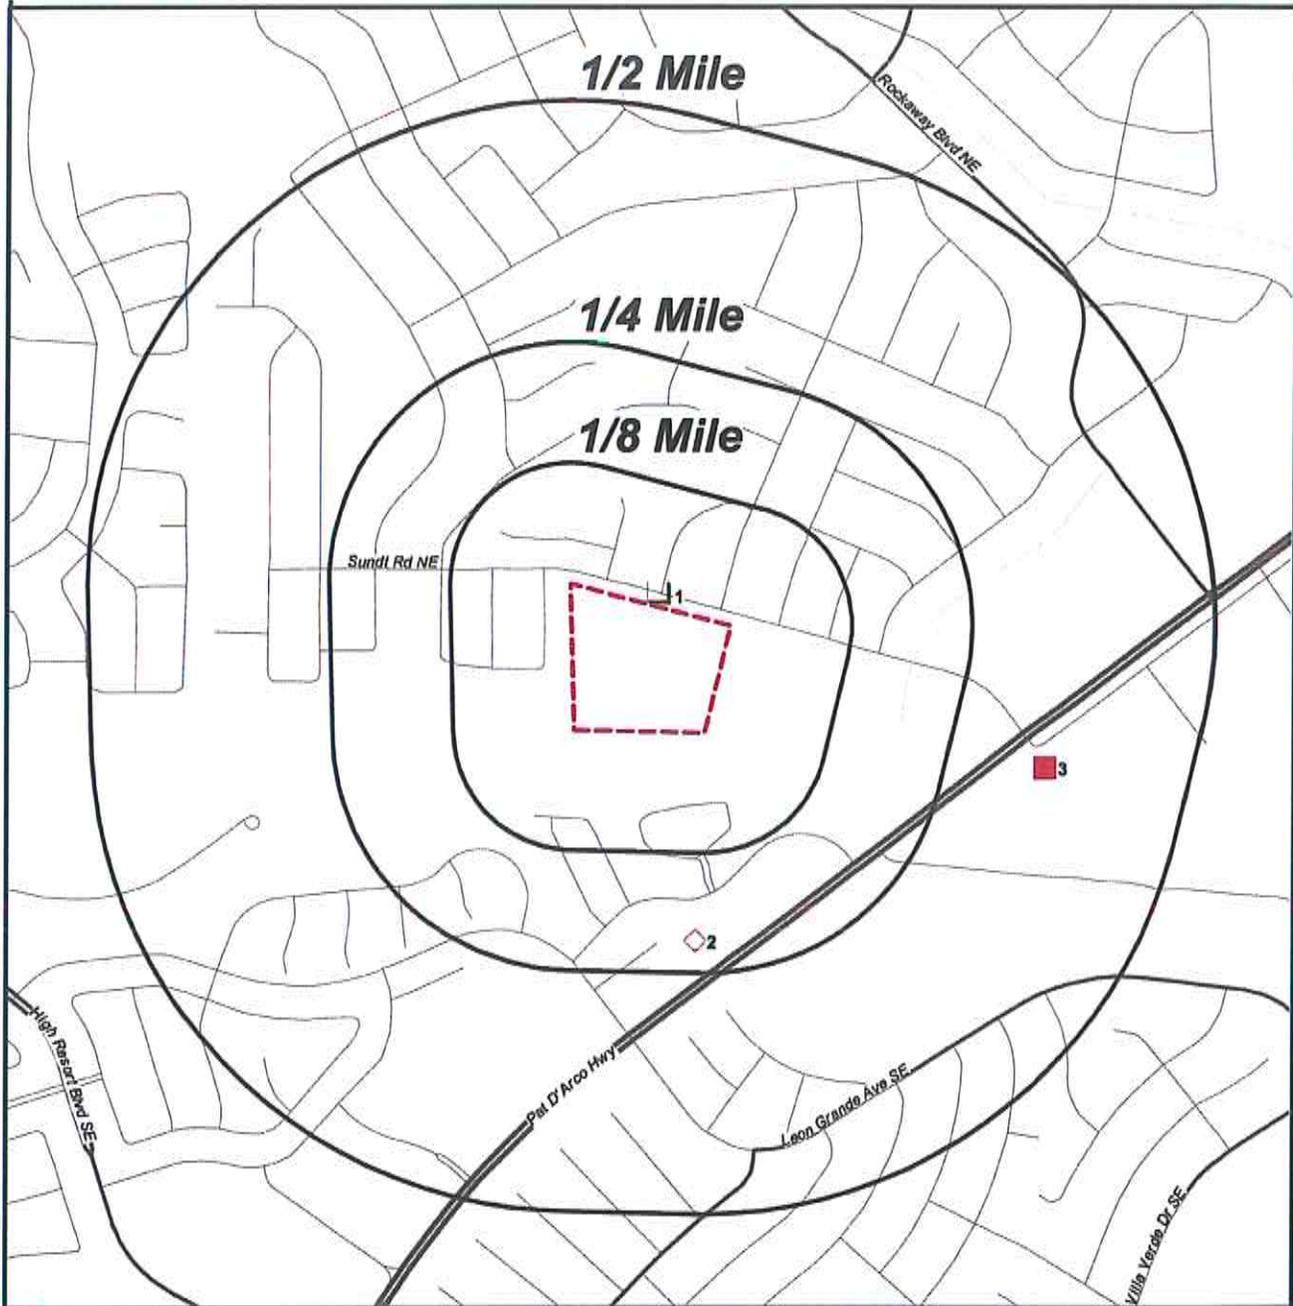 1/2 Mile
Rockaway Blvd NE
1/4 Mile
1/8 Mile
Sundt Rd NE
1
3
2
High Resort Blvd SE
Pat D'Arco Hwy
Leon Grande Ave SE
Villa Verde Dr SE